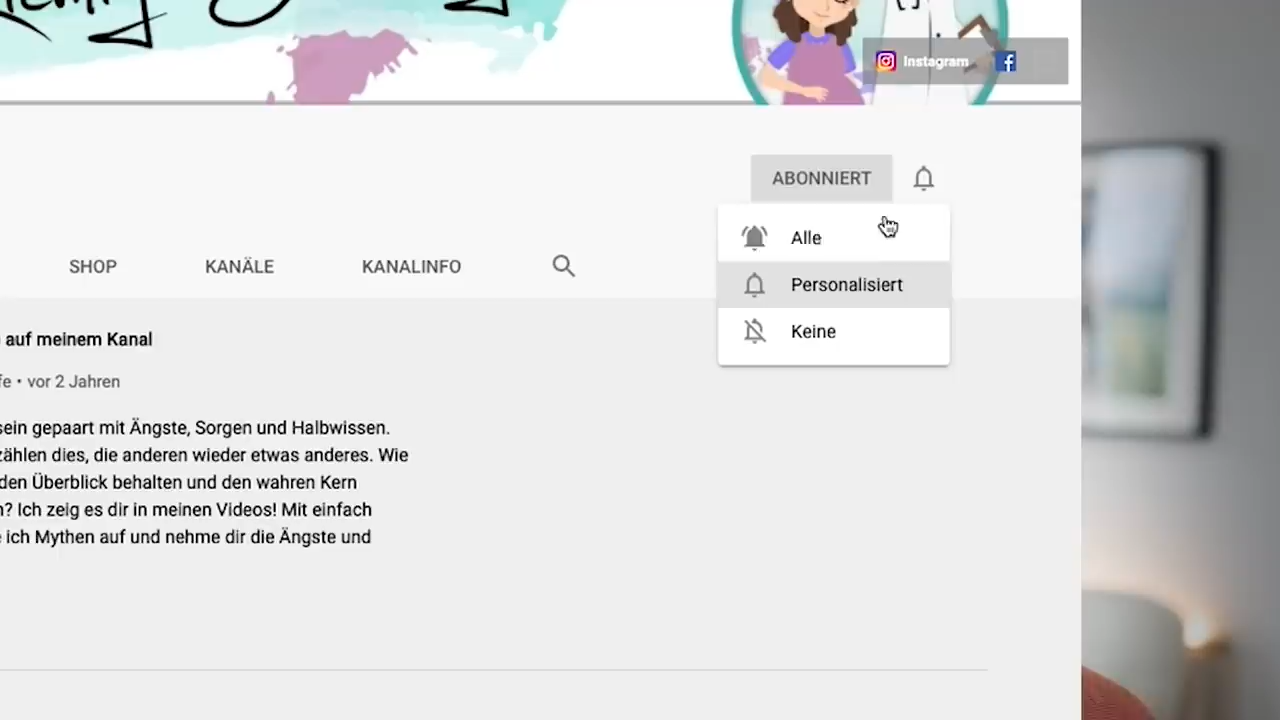 Instagram
ABONNIERT
Alle
Personalisiert
Keine
SHOP
KANÄLE
KANALINFO
auf meinem Kanal
fe • vor 2 Jahren
sein gepaart mit Ängste, Sorgen und Halbwissen.
zählen dies, die anderen wieder etwas anderes. Wie
den Überblick behalten und den wahren Kern
n? Ich zeig es dir in meinen Videos! Mit einfach
e ich Mythen auf und nehme dir die Ängste und